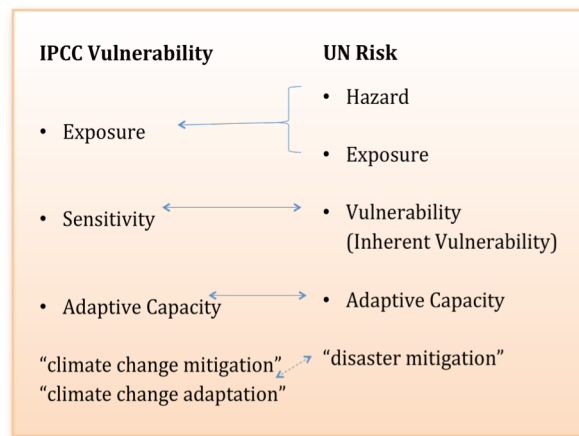 IPCC Vulnerability
• Exposure
• Sensitivity
• Adaptive Capacity
“climate change mitigation”
“climate change adaptation”
UN Risk
• Hazard
• Exposure
• Vulnerability
(Inherent Vulnerability)
• Adaptive Capacity
“disaster mitigation”